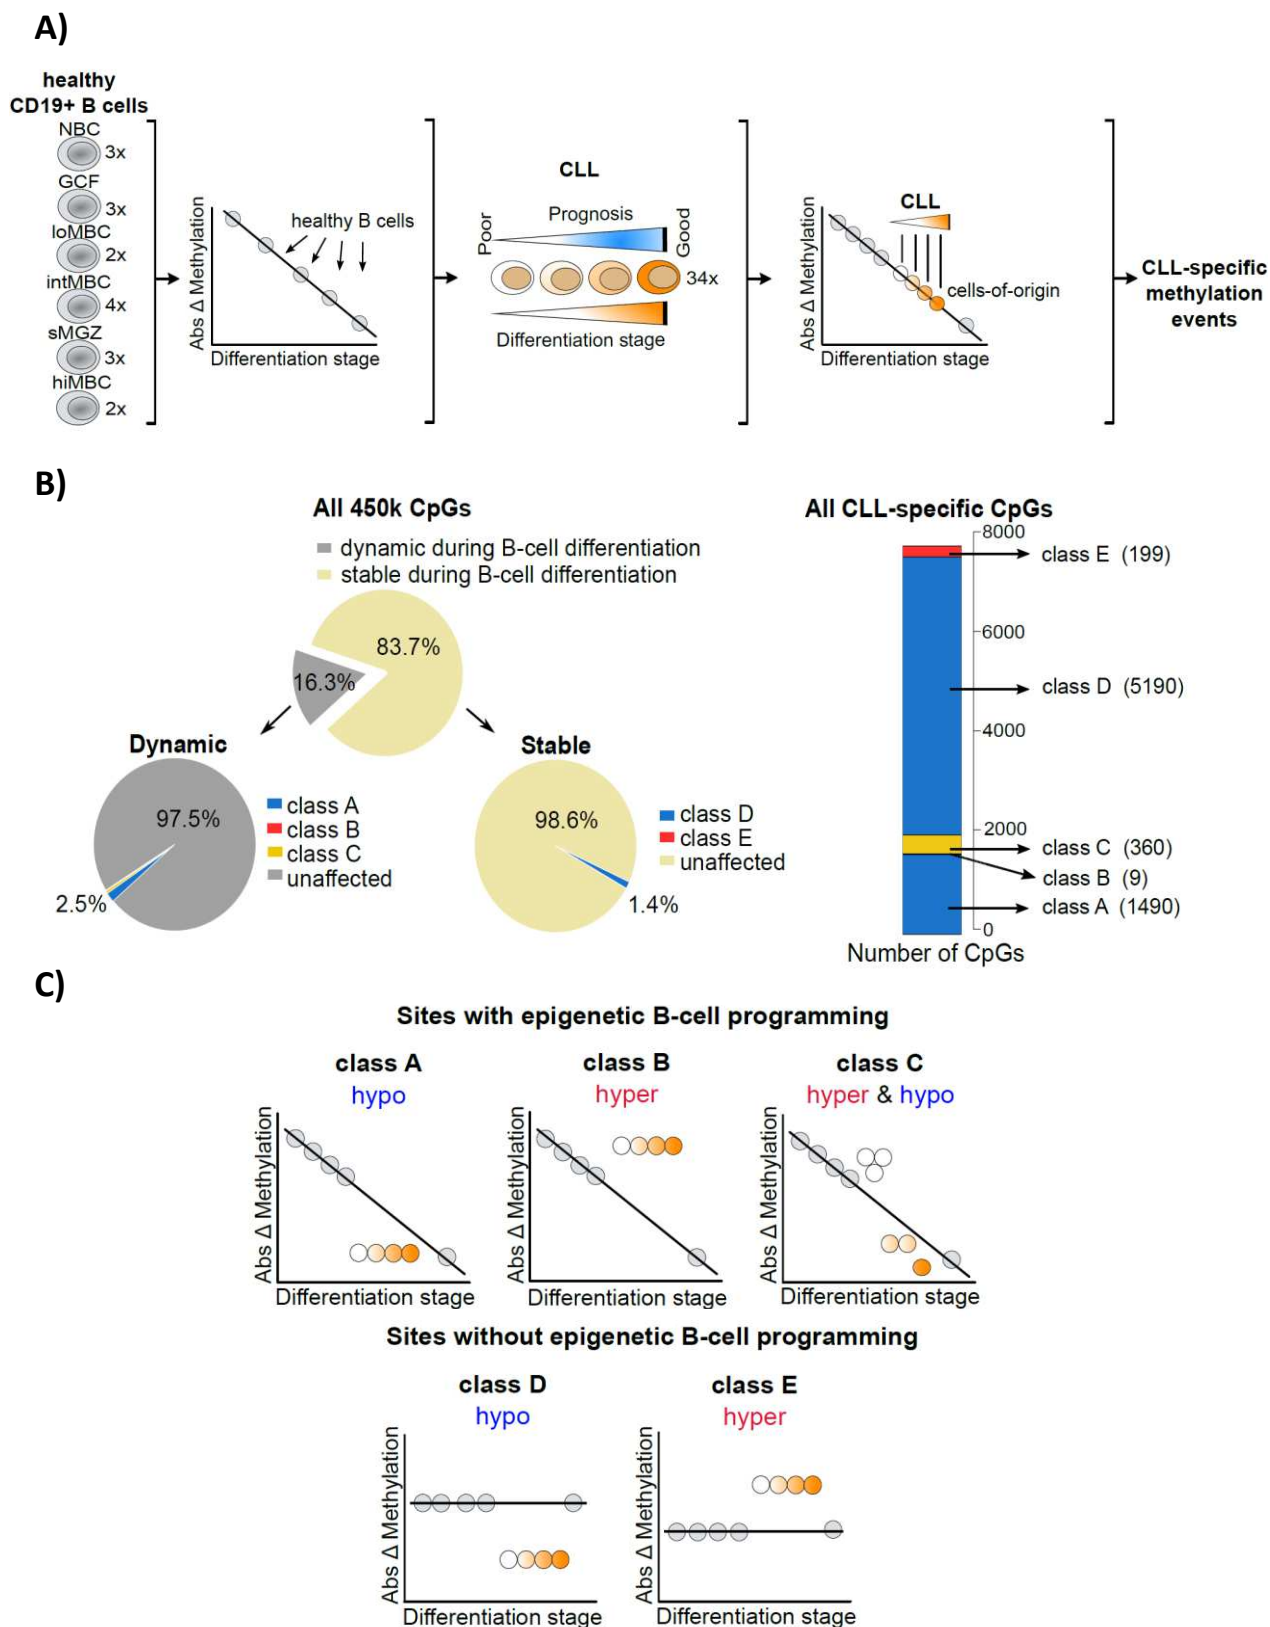 A)
healthy
CD19+ B cells
NBC
3x
GCF
3x
loMBC
2x
intMBC
4x
sMGZ
3x
hiMBC
2x
Abs Δ Methylation
healthy B cells
Differentiation stage
CLL
Prognosis
Poor
Good
34x
Differentiation stage
Abs Δ Methylation
CLL
cells-of-origin
Differentiation stage
CLL-specific
methylation
events
B)
All 450k CpGs
dynamic during B-cell differentiation
stable during B-cell differentiation
83.7%
16.3%
Dynamic
97.5%
2.5%
class A
class B
class C
unaffected
Stable
98.6%
1.4%
class D
class E
unaffected
All CLL-specific CpGs
8000
6000
4000
2000
0
class E (199)
class D (5190)
class C (360)
class B (9)
class A (1490)
Number of CpGs
C)
Sites with epigenetic B-cell programming
class A
hypo
Abs Δ Methylation
Differentiation stage
class B
hyper
Abs Δ Methylation
Differentiation stage
class C
hyper & hypo
Abs Δ Methylation
Differentiation stage
Sites without epigenetic B-cell programming
class D
hypo
Abs Δ Methylation
Differentiation stage
class E
hyper
Abs Δ Methylation
Differentiation stage